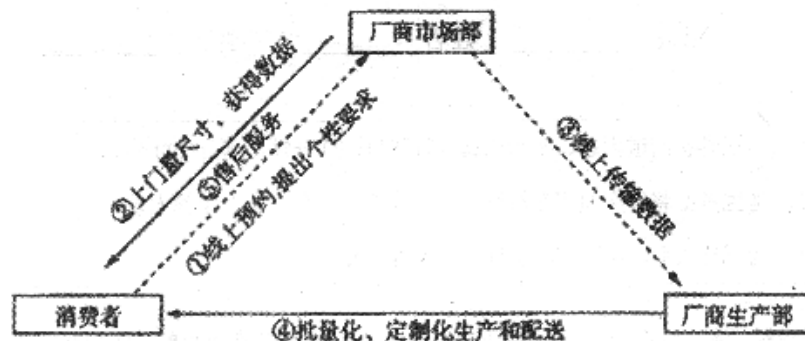 厂商市场部
②上门量尺寸、获得数据
⑤售后服务
①线上预约,提出个性要求
③线上传输数据
消费者
厂商生产部
④批量化、定制化生产和配送